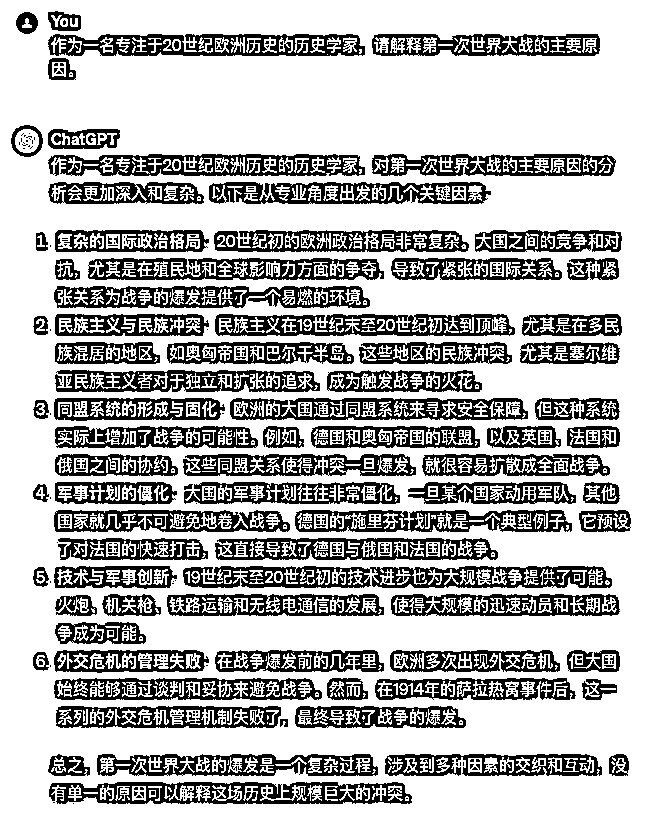 You
作为一名专注于20世纪欧洲历史的历史学家，请解释第一次世界大战的主要原
因。
ChatGPT
作为一名专注于20世纪欧洲历史的历史学家，对第一次世界大战的主要原因的分
析会更加深入和复杂。以下是从专业角度出发的几个关键因素：
1. 复杂的国际政治格局：20世纪初的欧洲政治格局非常复杂。大国之间的竞争和对
抗，尤其是在殖民地和全球影响力方面的争夺，导致了紧张的国际关系。这种紧
张关系为战争的爆发提供了一个易燃的环境。
2. 民族主义与民族冲突：民族主义在19世纪末至20世纪初达到顶峰，尤其是在多民
族混居的地区，如奥匈帝国和巴尔干半岛。这些地区的民族冲突，尤其是塞尔维
亚民族主义者对于独立和扩张的追求，成为触发战争的火花。
3. 同盟系统的形成与固化：欧洲的大国通过同盟系统来寻求安全保障，但这种系统
实际上增加了战争的可能性。例如，德国和奥匈帝国的联盟，以及英国，法国和
俄国之间的协约。这些同盟关系使得冲突一旦爆发，就很容易扩散成全面战争。
4. 军事计划的僵化：大国的军事计划往往非常僵化，一旦某个国家动用军队，其他
国家就几乎不可避免地卷入战争。德国的“施里芬计划”就是一个典型例子，它预设
了对法国的快速打击，这直接导致了德国与俄国和法国的战争。
5. 技术与军事创新：19世纪末至20世纪初的技术进步也为大规模战争提供了可能。
火炮、机关枪、铁路运输和无线电通信的发展，使得大规模的迅速动员和长期战
争成为可能。
6. 外交危机的管理失败：在战争爆发前的几年里，欧洲多次出现外交危机，但大国
始终能够通过谈判和妥协来避免战争。然而，在1914年的萨拉热窝事件后，这一
系列的外交危机管理机制失败了，最终导致了战争的爆发。
总之，第一次世界大战的爆发是一个复杂过程，涉及到多种因素的交织和互动，没
有单一的原因可以解释这场历史上规模巨大的冲突。